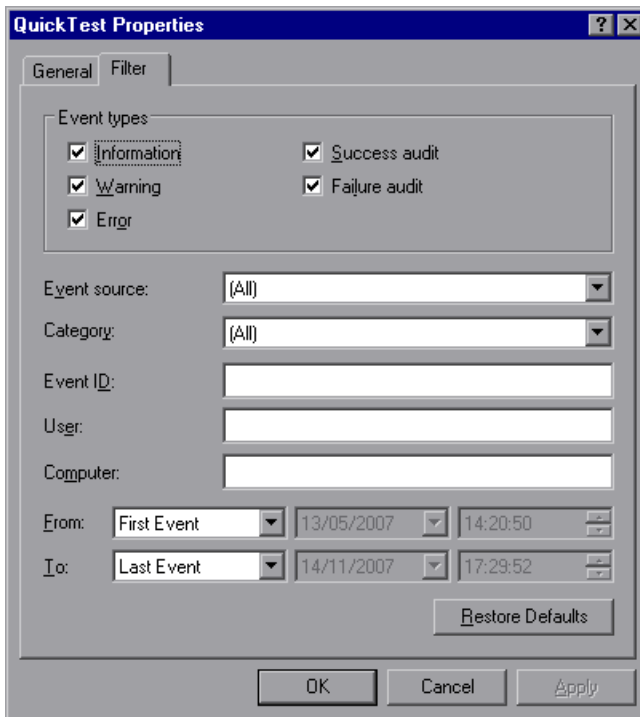 QuickTest Properties
General Filter
Event types
Information Success audit
Warning Failure audit
Error
Event source: (All)
Category: (All)
Event ID:
User:
Computer:
From: First Event 13/05/2007 14:20:50
To: Last Event 14/11/2007 17:29:52
Restore Defaults
OK Cancel Apply